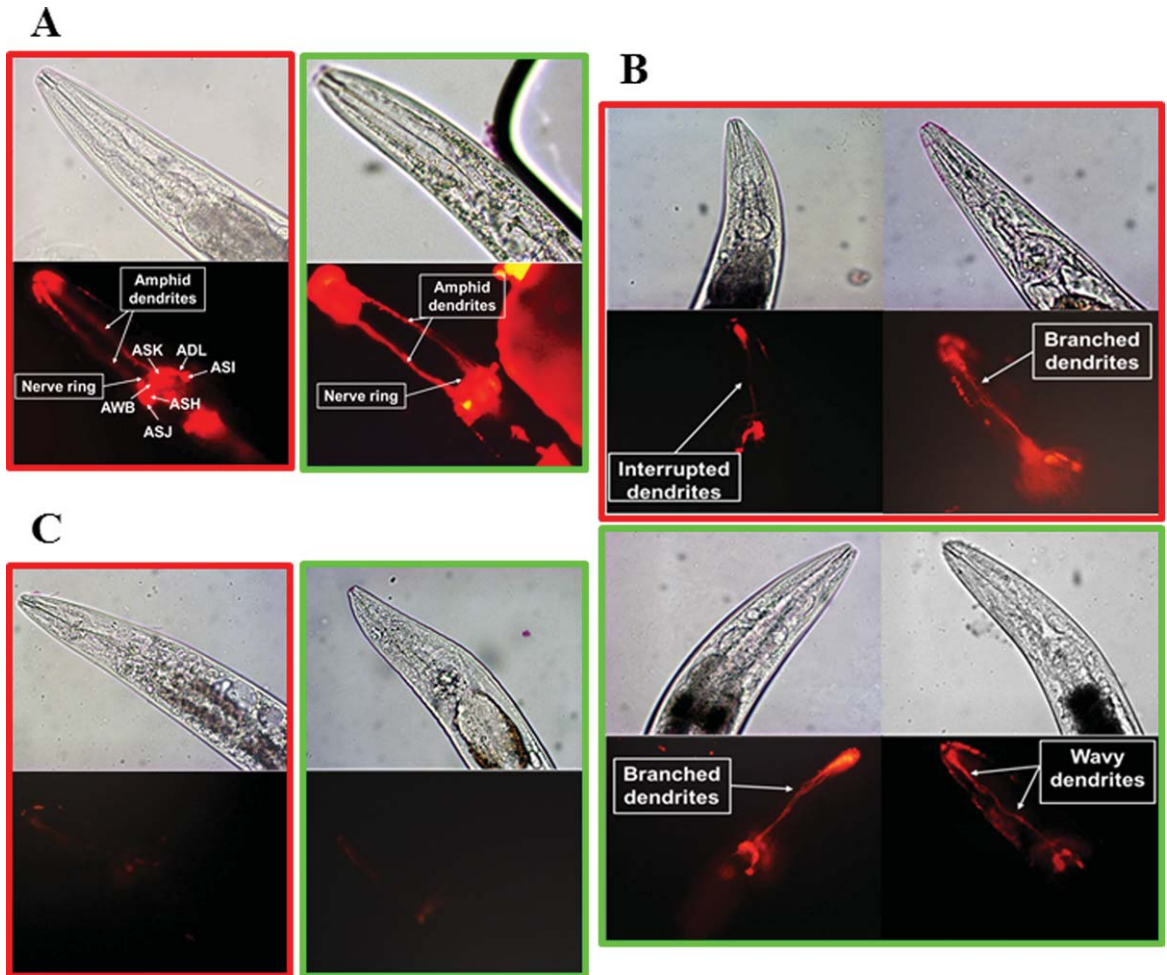 A
Amphid
dendrites
ASK
ADL
ASI
Nerve ring
AWB
ASH
ASJ
Amphid
dendrites
Nerve ring
B
Interrupted
dendrites
Branched
dendrites
Branched
dendrites
Wavy
dendrites
C